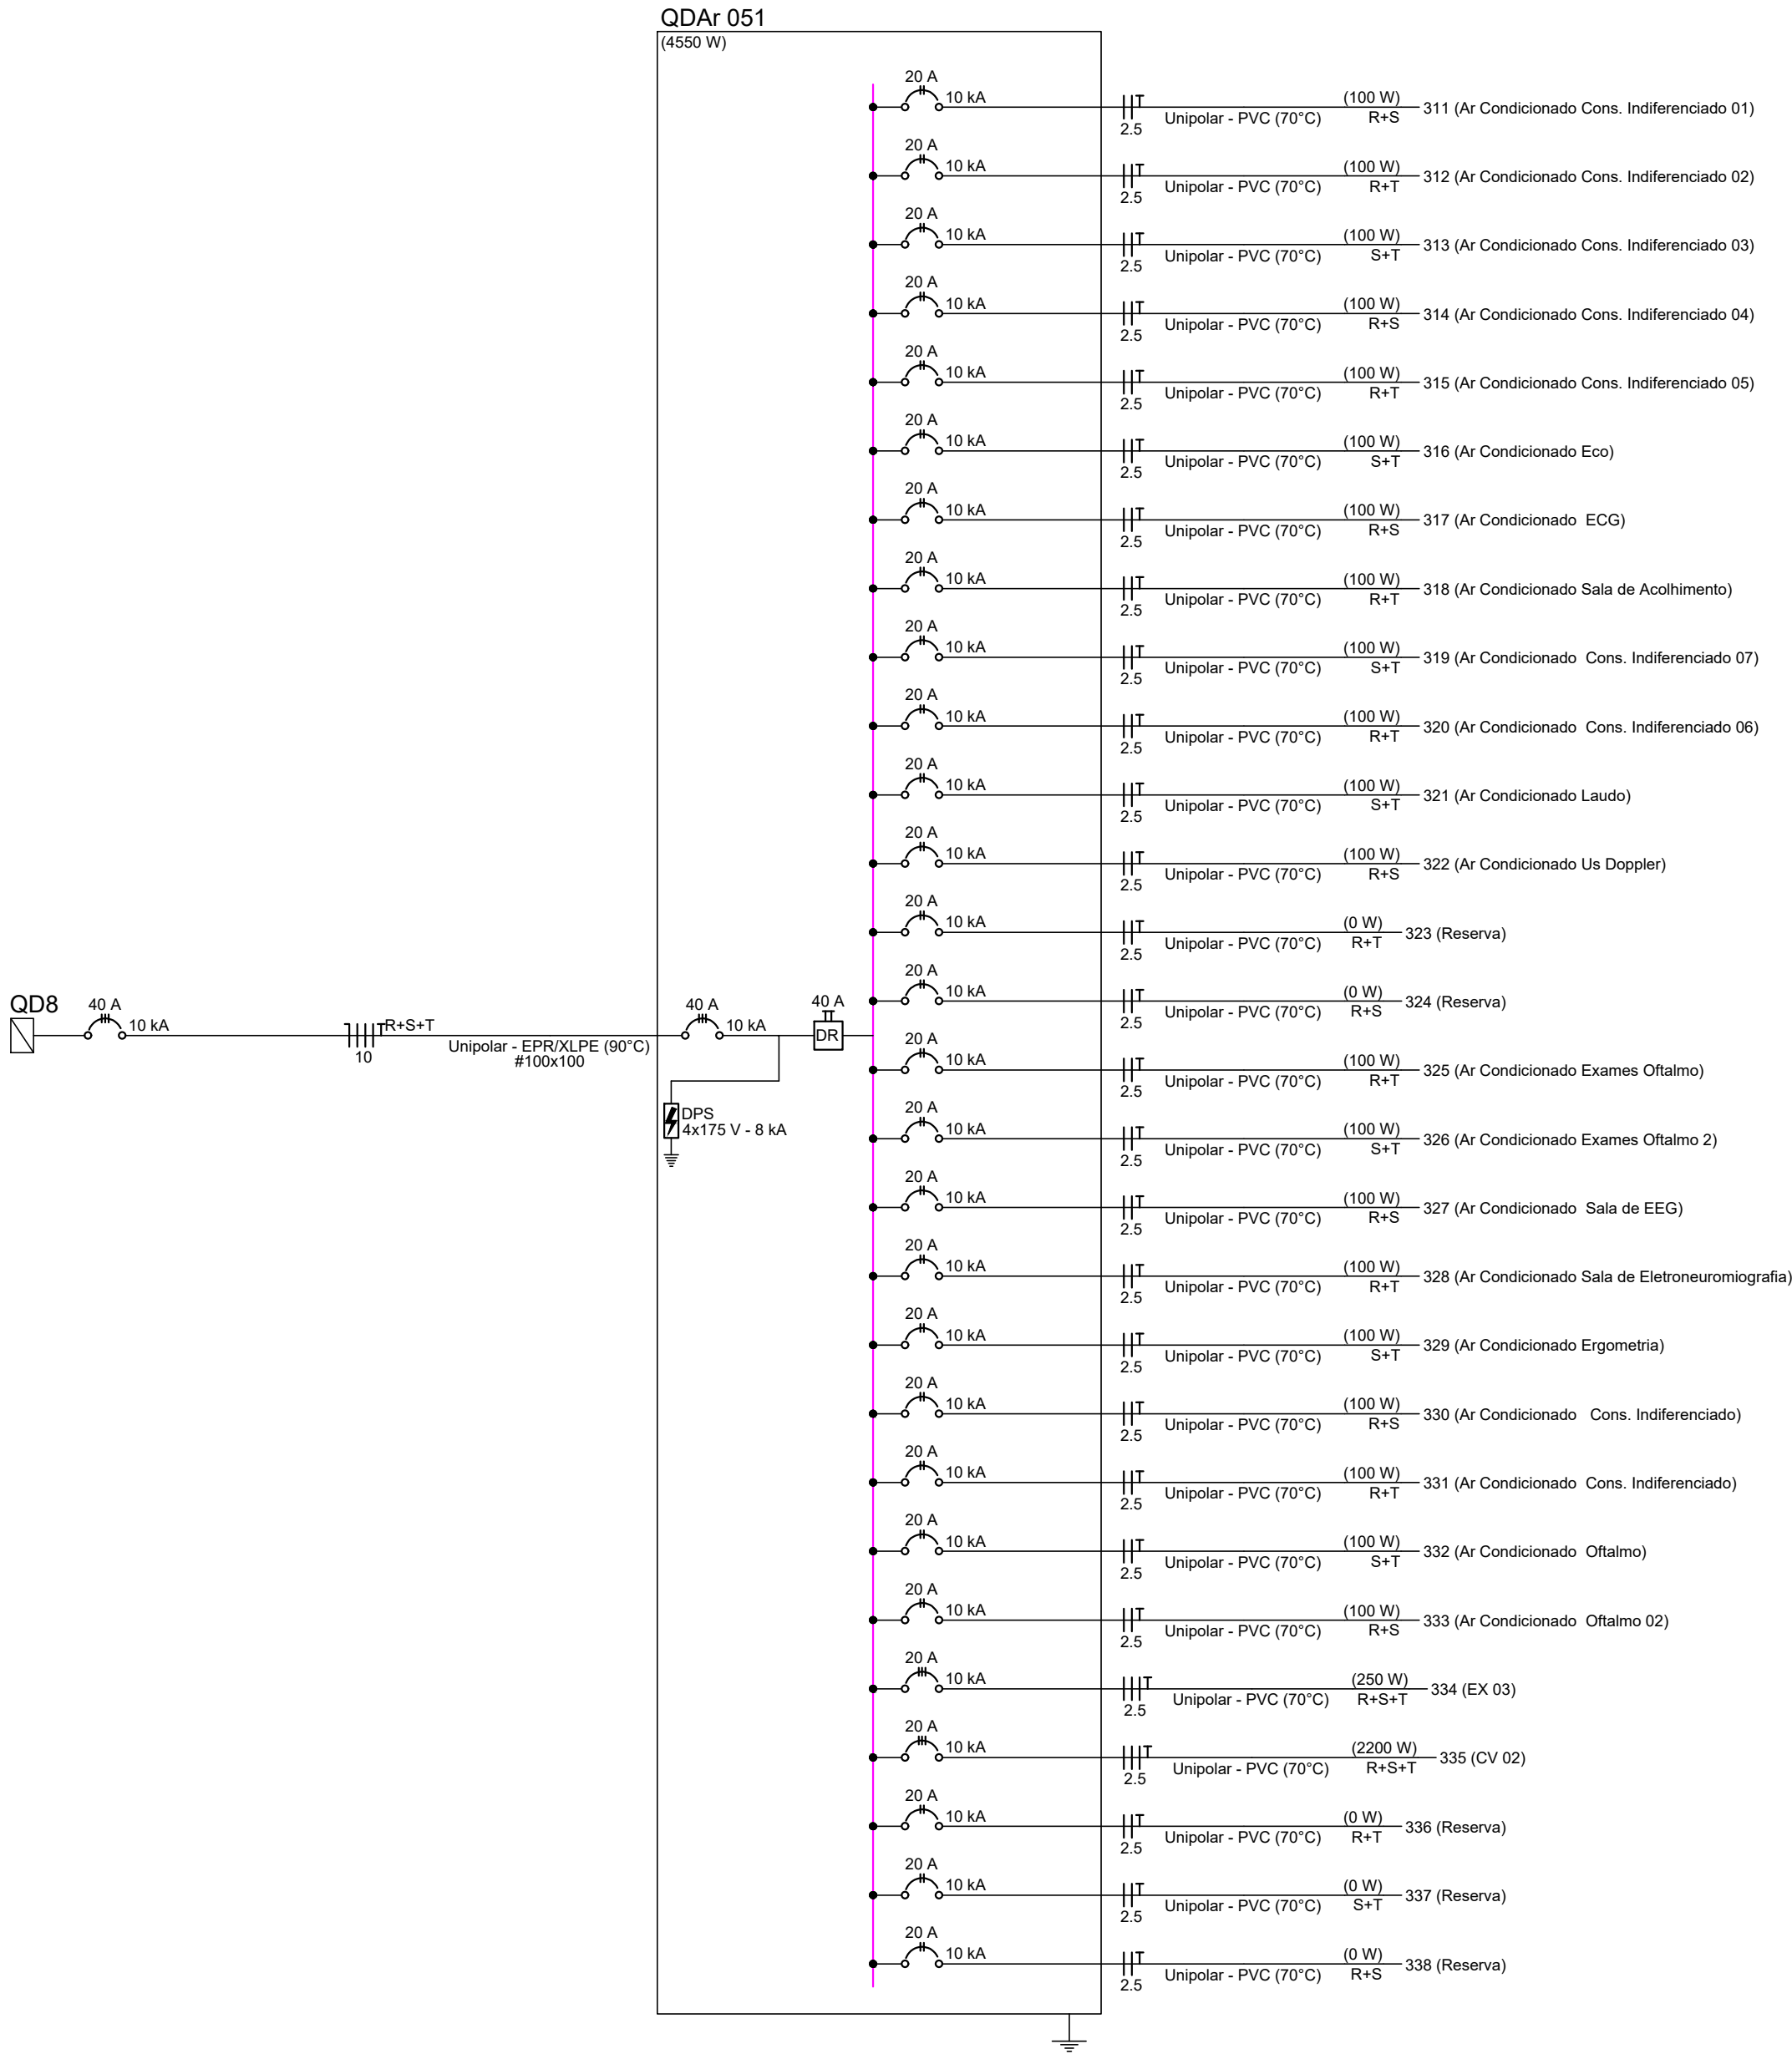 QDAr 051
(4550 W)
20 A
10 kA
2.5
Unipolar - PVC (70°C)
(100 W)
R+S
311 (Ar Condicionado Cons. Indiferenciado 01)
20 A
10 kA
2.5
Unipolar - PVC (70°C)
(100 W)
R+T
312 (Ar Condicionado Cons. Indiferenciado 02)
20 A
10 kA
2.5
Unipolar - PVC (70°C)
(100 W)
S+T
313 (Ar Condicionado Cons. Indiferenciado 03)
20 A
10 kA
2.5
Unipolar - PVC (70°C)
(100 W)
R+S
314 (Ar Condicionado Cons. Indiferenciado 04)
20 A
10 kA
2.5
Unipolar - PVC (70°C)
(100 W)
R+T
315 (Ar Condicionado Cons. Indiferenciado 05)
20 A
10 kA
2.5
Unipolar - PVC (70°C)
(100 W)
S+T
316 (Ar Condicionado Eco)
20 A
10 kA
2.5
Unipolar - PVC (70°C)
(100 W)
R+S
317 (Ar Condicionado ECG)
20 A
10 kA
2.5
Unipolar - PVC (70°C)
(100 W)
R+T
318 (Ar Condicionado Sala de Acolhimento)
20 A
10 kA
2.5
Unipolar - PVC (70°C)
(100 W)
S+T
319 (Ar Condicionado Cons. Indiferenciado 07)
20 A
10 kA
2.5
Unipolar - PVC (70°C)
(100 W)
R+T
320 (Ar Condicionado Cons. Indiferenciado 06)
20 A
10 kA
2.5
Unipolar - PVC (70°C)
(100 W)
S+T
321 (Ar Condicionado Laudo)
20 A
10 kA
2.5
Unipolar - PVC (70°C)
(100 W)
R+S
322 (Ar Condicionado Us Doppler)
20 A
10 kA
2.5
Unipolar - PVC (70°C)
(0 W)
R+T
323 (Reserva)
20 A
10 kA
2.5
Unipolar - PVC (70°C)
(0 W)
R+S
324 (Reserva)
QD8
40 A
10 kA
R+S+T
10
Unipolar - EPR/XLPE (90°C)
#100x100
40 A
10 kA
40 A
DR
DPS
4x175 V - 8 kA
20 A
10 kA
2.5
Unipolar - PVC (70°C)
(100 W)
R+T
325 (Ar Condicionado Exames Oftalmo)
20 A
10 kA
2.5
Unipolar - PVC (70°C)
(100 W)
S+T
326 (Ar Condicionado Exames Oftalmo 2)
20 A
10 kA
2.5
Unipolar - PVC (70°C)
(100 W)
R+S
327 (Ar Condicionado Sala de EEG)
20 A
10 kA
2.5
Unipolar - PVC (70°C)
(100 W)
R+T
328 (Ar Condicionado Sala de Eletroneuromiografia)
20 A
10 kA
2.5
Unipolar - PVC (70°C)
(100 W)
S+T
329 (Ar Condicionado Ergometria)
20 A
10 kA
2.5
Unipolar - PVC (70°C)
(100 W)
R+S
330 (Ar Condicionado Cons. Indiferenciado)
20 A
10 kA
2.5
Unipolar - PVC (70°C)
(100 W)
R+T
331 (Ar Condicionado Cons. Indiferenciado)
20 A
10 kA
2.5
Unipolar - PVC (70°C)
(100 W)
S+T
332 (Ar Condicionado Oftalmo)
20 A
10 kA
2.5
Unipolar - PVC (70°C)
(100 W)
R+S
333 (Ar Condicionado Oftalmo 02)
20 A
10 kA
2.5
Unipolar - PVC (70°C)
(250 W)
R+S+T
334 (EX 03)
20 A
10 kA
2.5
Unipolar - PVC (70°C)
(2200 W)
R+S+T
335 (CV 02)
20 A
10 kA
2.5
Unipolar - PVC (70°C)
(0 W)
R+T
336 (Reserva)
20 A
10 kA
2.5
Unipolar - PVC (70°C)
(0 W)
S+T
337 (Reserva)
20 A
10 kA
2.5
Unipolar - PVC (70°C)
(0 W)
R+S
338 (Reserva)